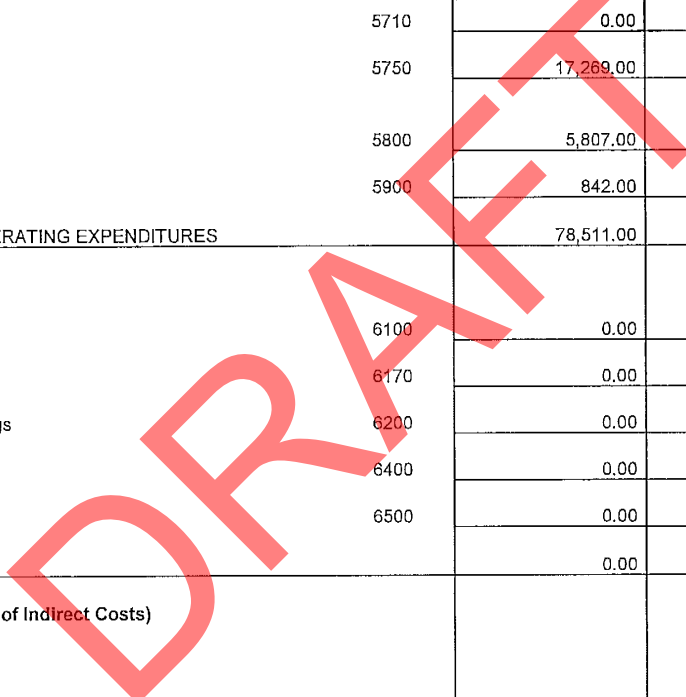 5710 0.00
5750 17,269.00
5800 5,807.00
5900 842.00
ERATING EXPENDITURES 78,511.00
6100 0.00
6170 0.00
gs 6200 0.00
6400 0.00
6500 0.00
0.00
of Indirect Costs)
DRAFT